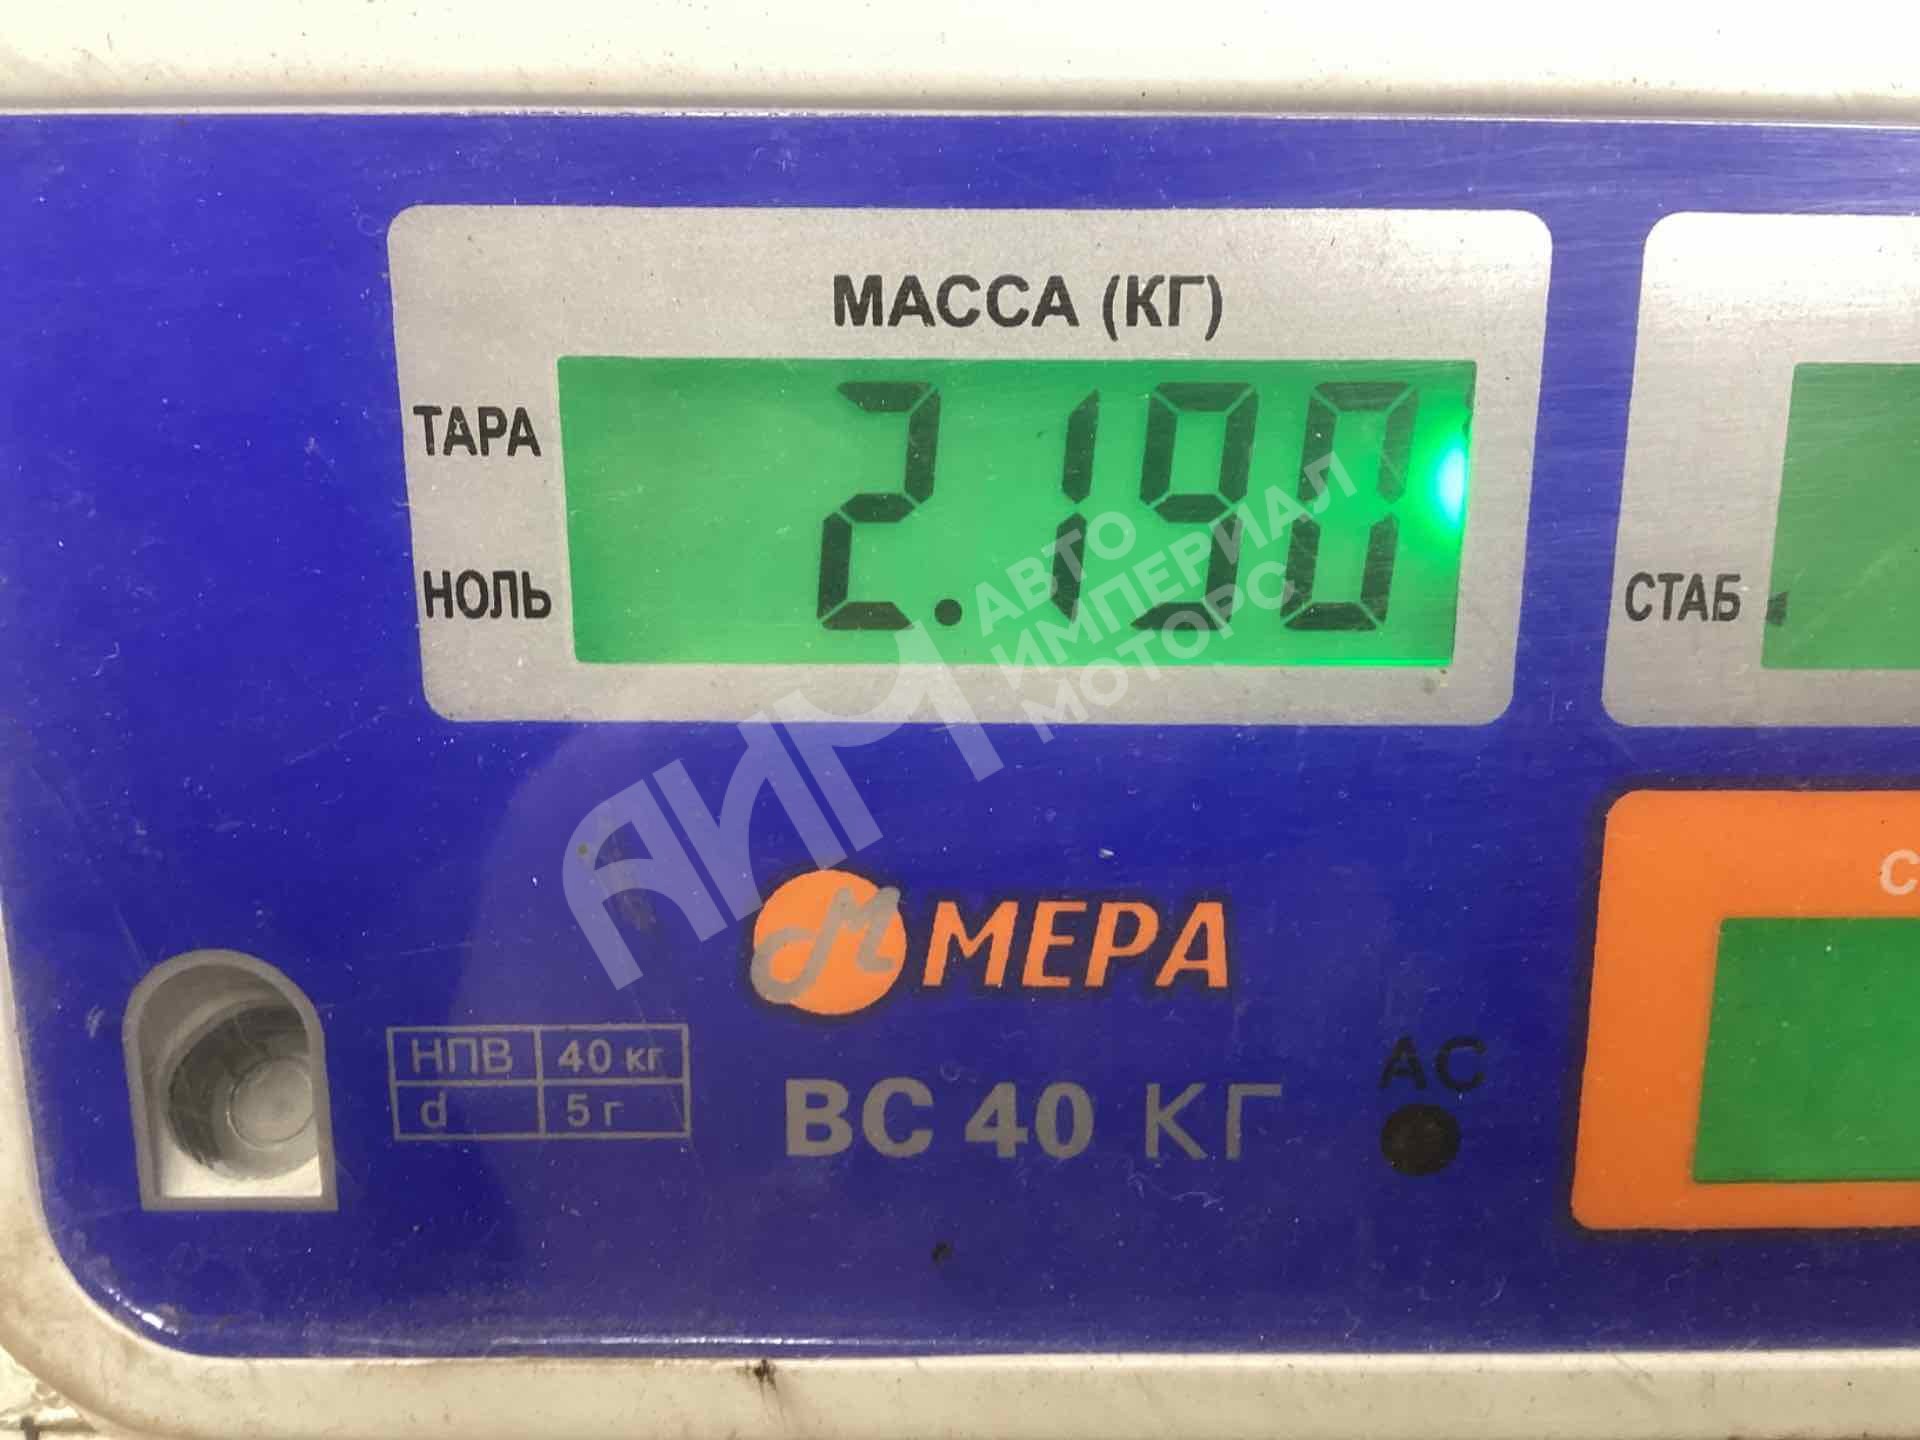 МАССА (КГ)
ТАРА
2.190
НОЛЬ
СТАБ
АВТО
ИМПЕРИАЛ
МОТОРС
АИМ
МЕРА
НПВ 40 кг
d 5 г
ВС 40 КГ
AC